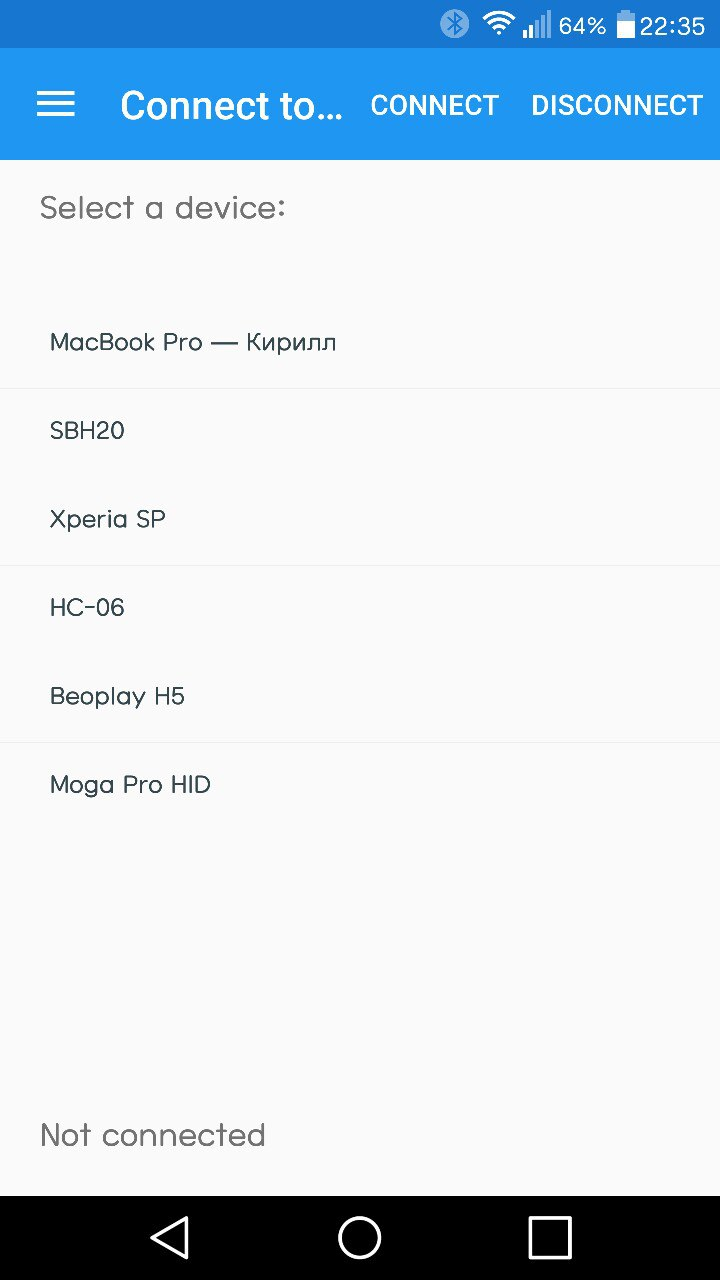 64% 22:35
Connect to... CONNECT DISCONNECT
Select a device:
MacBook Pro — Кирилл
SBH20
Xperia SP
HC-06
Beoplay H5
Moga Pro HID
Not connected